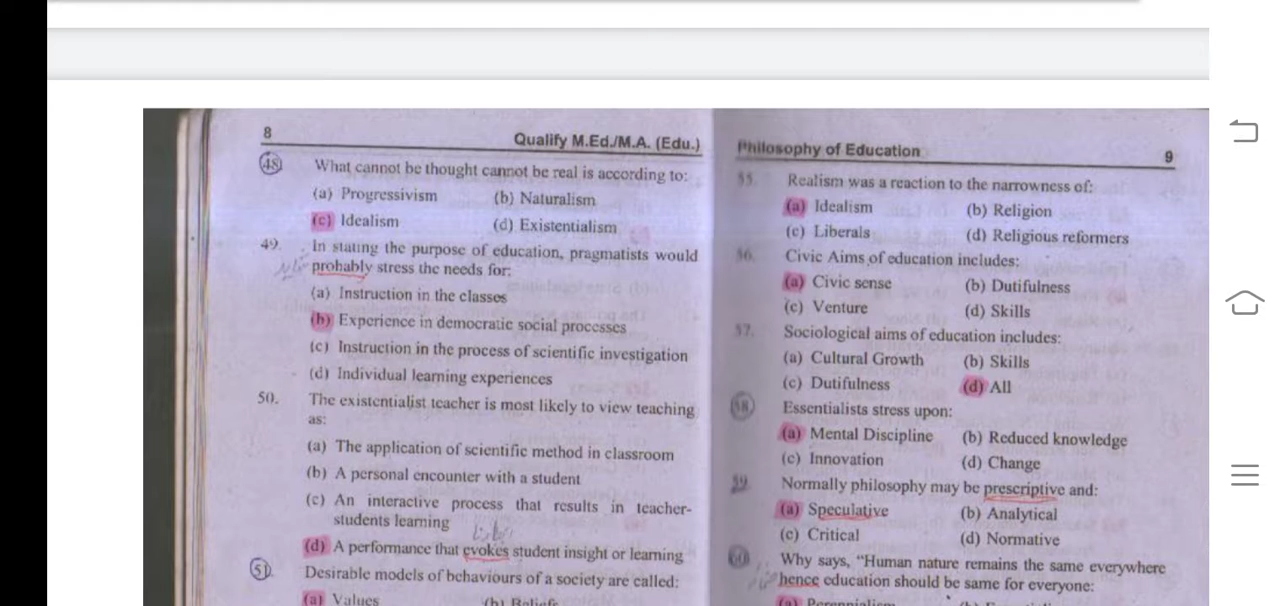 8
Qualify M.Ed./M.A. (Edu.)
48 What cannot be thought cannot be real is according to:
(a) Progressivism (b) Naturalism
(c) Idealism (d) Existentialism
49. In stating the purpose of education, pragmatists would
probably stress the needs for:
(a) Instruction in the classes
(b) Experience in democratic social processes
(c) Instruction in the process of scientific investigation
(d) Individual learning experiences
50. The existentialist teacher is most likely to view teaching
as:
(a) The application of scientific method in classroom
(b) A personal encounter with a student
(c) An interactive process that results in teacher-
students learning
(d) A performance that evokes student insight or learning
51 Desirable models of behaviours of a society are called:
(a) Values (b) Beliefs
Philosophy of Education
9
55. Realism was a reaction to the narrowness of:
(a) Idealism (b) Religion
(c) Liberals (d) Religious reformers
56. Civic Aims of education includes:
(a) Civic sense (b) Dutifulness
(c) Venture (d) Skills
57. Sociological aims of education includes:
(a) Cultural Growth (b) Skills
(c) Dutifulness (d) All
58 Essentialists stress upon:
(a) Mental Discipline (b) Reduced knowledge
(c) Innovation (d) Change
59 Normally philosophy may be prescriptive and:
(a) Speculative (b) Analytical
(c) Critical (d) Normative
60 Why says, "Human nature remains the same everywhere
hence education should be same for everyone:
(a) Perennialism